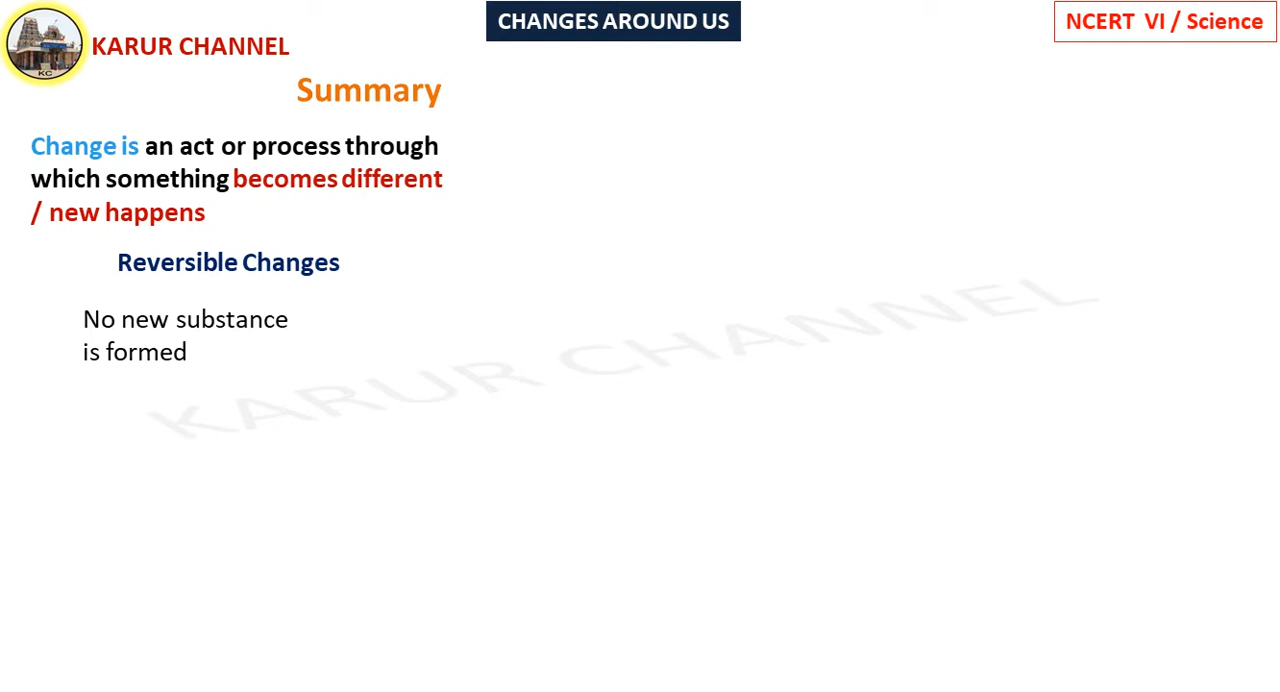 CHANGES AROUND US
NCERT VI / Science
KARUR CHANNEL
KC
Summary
Change is an act or process through
which something becomes different
/ new happens
Reversible Changes
No new substance
is formed
KARUR CHANNEL